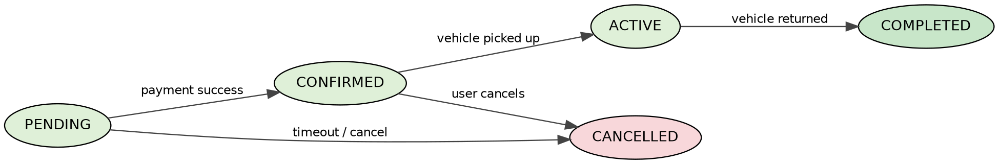 ACTIVE
vehicle returned
COMPLETED
vehicle picked up
CONFIRMED
payment success
user cancels
PENDING
timeout / cancel
CANCELLED